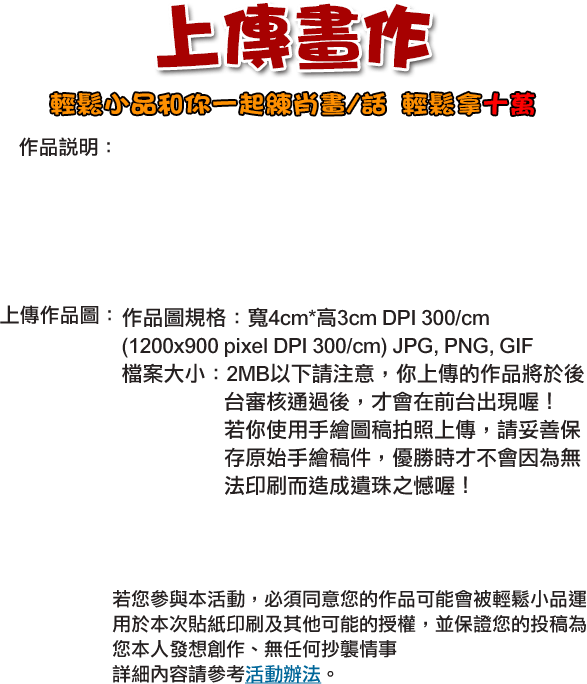 上傳畫作
輕鬆小品和你一起練肖畫/話 輕鬆拿十萬
作品說明：
上傳作品圖：作品圖規格：寬4cm*高3cm DPI 300/cm
(1200x900 pixel DPI 300/cm) JPG, PNG, GIF
檔案大小：2MB以下請注意，你上傳的作品將於後
台審核通過後，才會在前台出現喔！
若你使用手繪圖稿拍照上傳，請妥善保
存原始手繪稿件，優勝時才不會因為無
法印刷而造成遺珠之憾喔！
若您參與本活動，必須同意您的作品可能會被輕鬆小品運
用於本次貼紙印刷及其他可能的授權，並保證您的投稿為
您本人發想創作、無任何抄襲情事
詳細內容請參考活動辦法。